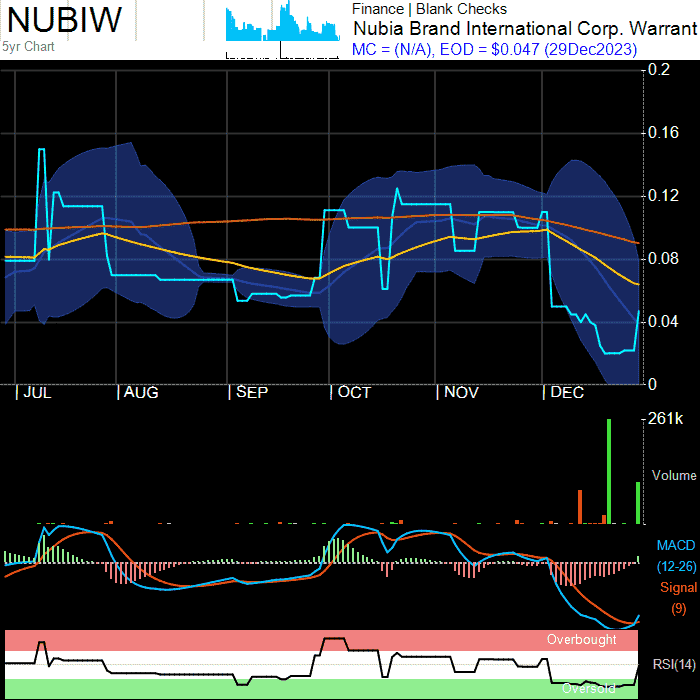 NUBIW
5yr Chart
Finance | Blank Checks
Nubia Brand International Corp. Warrant
MC = (N/A), EOD = $0.047 (29Dec2023)
0.2
0.16
0.12
0.08
0.04
0
JUL AUG SEP OCT NOV DEC
261k
Volume
MACD
(12-26)
Signal
(9)
Overbought
RSI(14)
Oversold